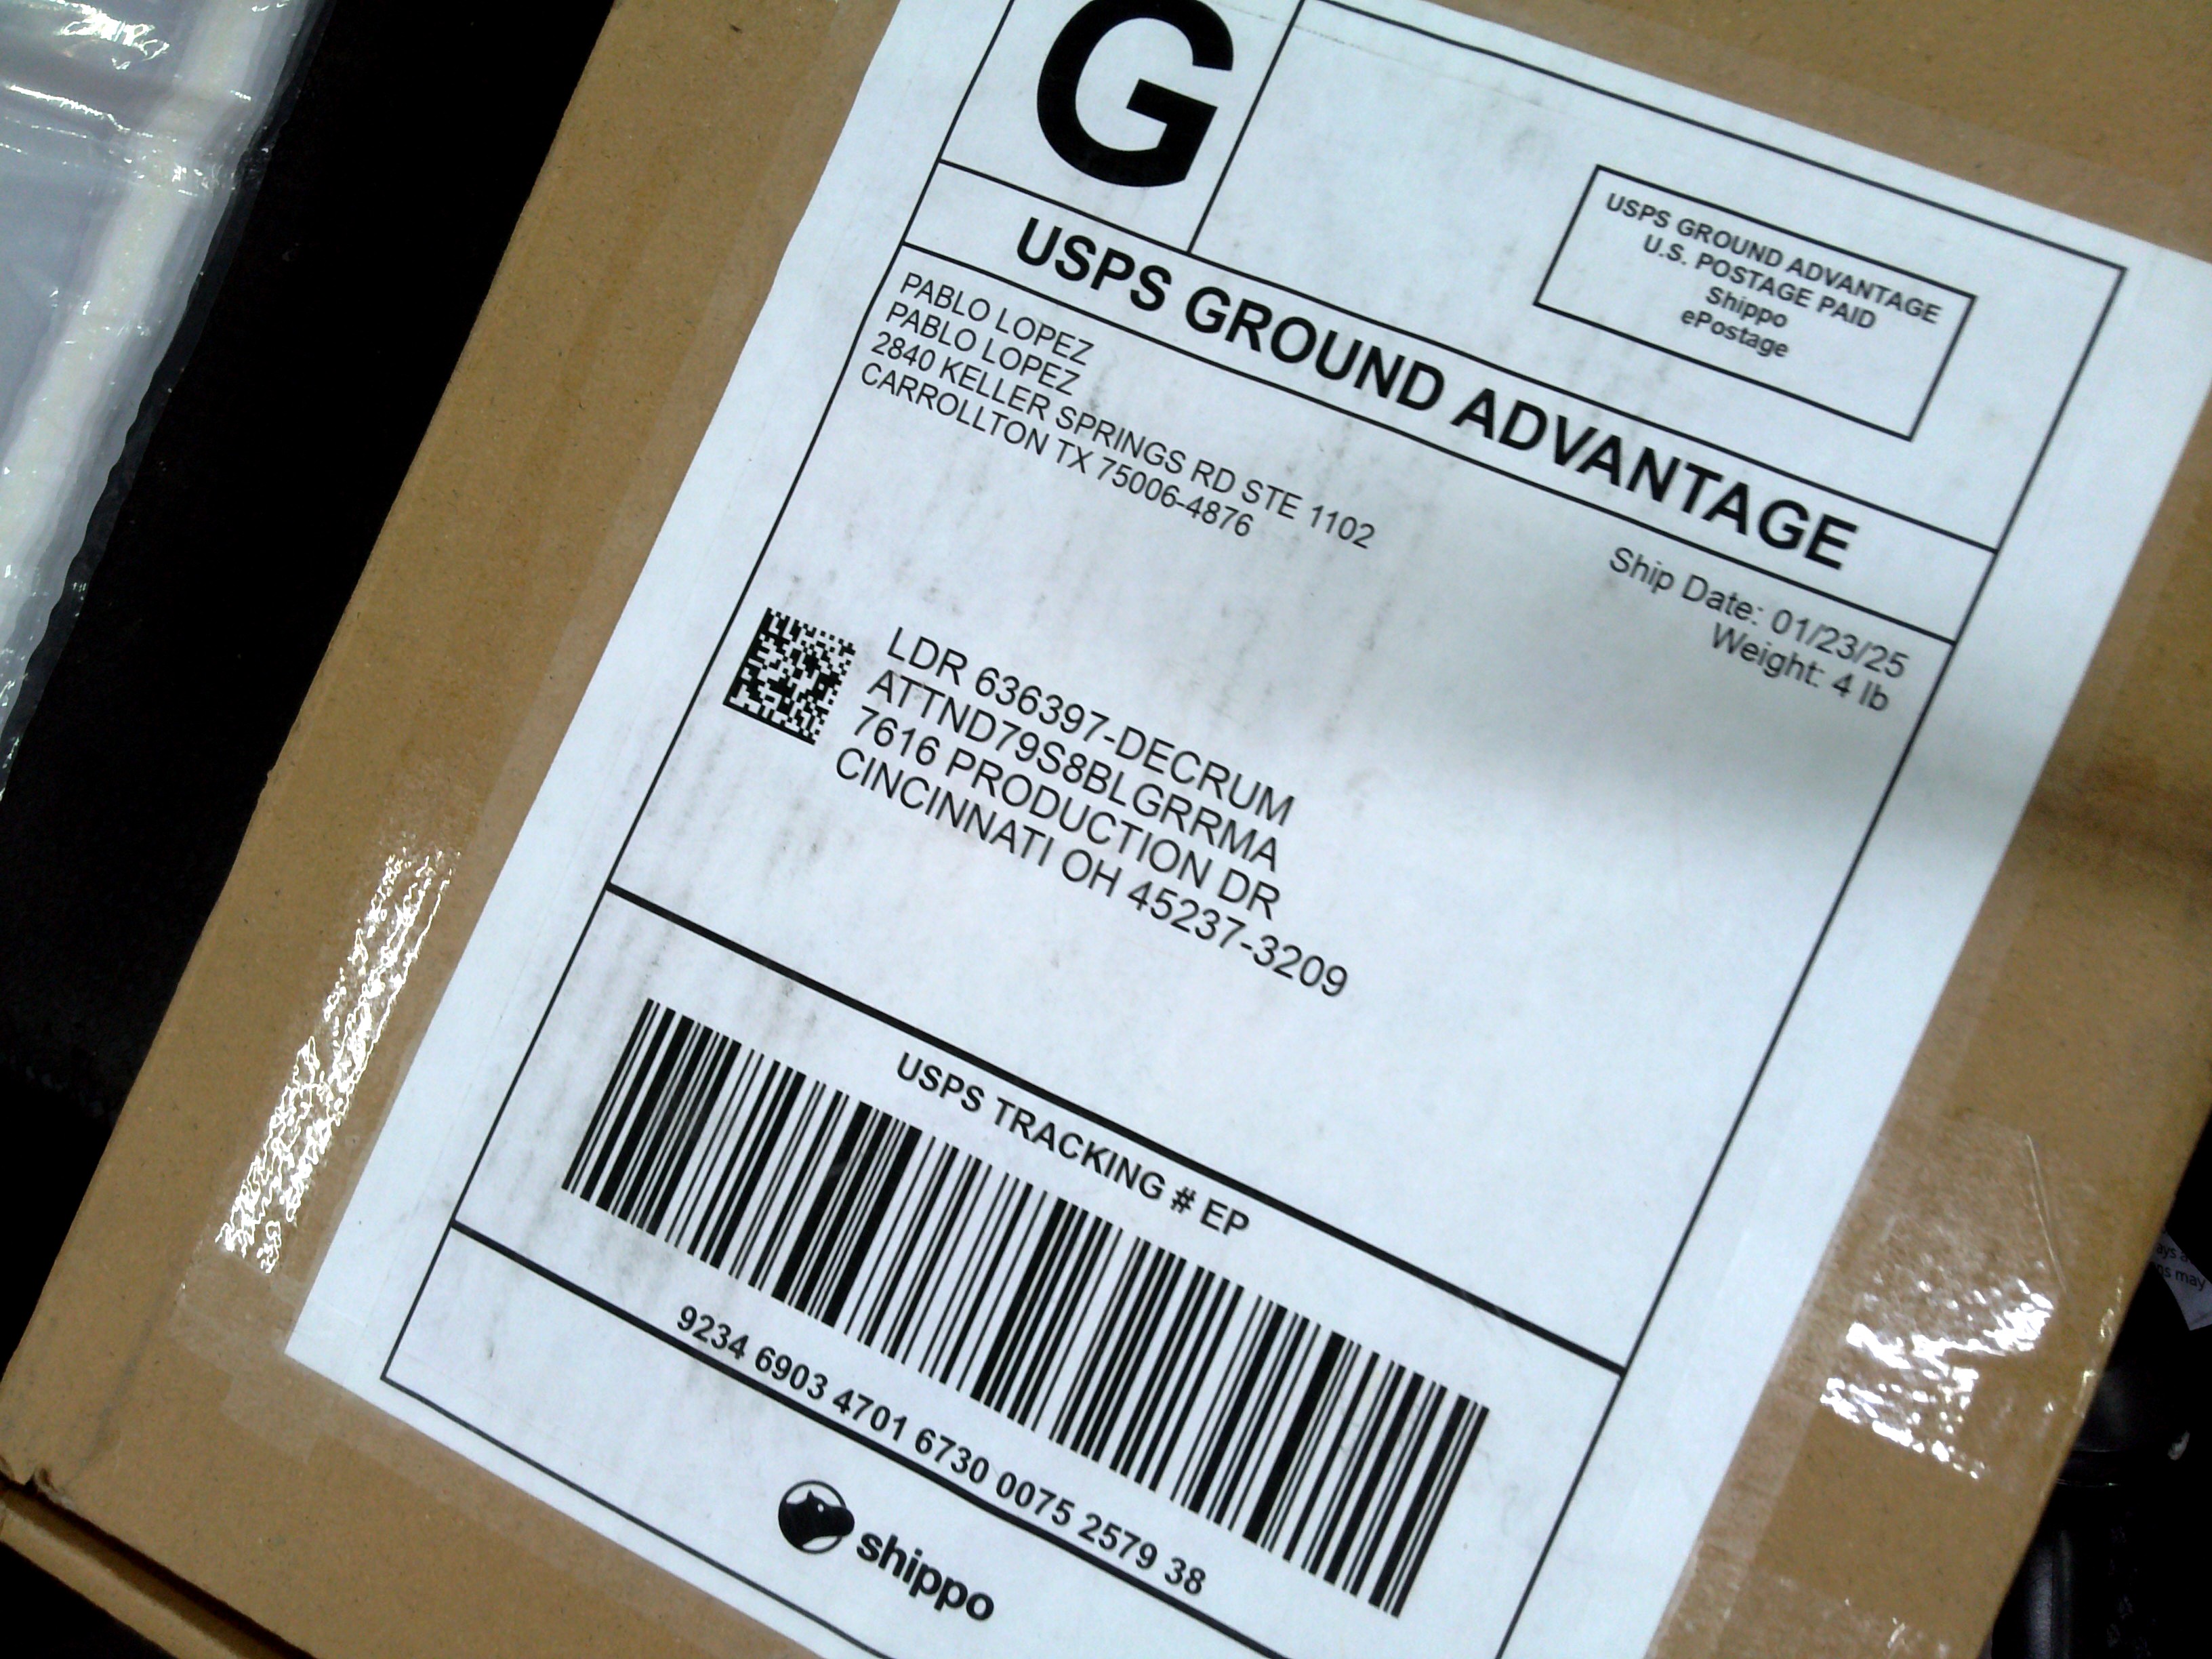 G
USPS GROUND ADVANTAGE
U.S. POSTAGE PAID
Shippo
ePostage
USPS GROUND ADVANTAGE
PABLO LOPEZ
PABLO LOPEZ
2840 KELLER SPRINGS RD STE 1102
CARROLLTON TX 75006-4876
Ship Date: 01/23/25
Weight: 4 lb
LDR 636397-DECRUM
ATTND79S8BLGRRMA
7616 PRODUCTION DR
CINCINNATI OH 45237-3209
USPS TRACKING # EP
9234 6903 4701 6730 0075 2579 38
shippo
may